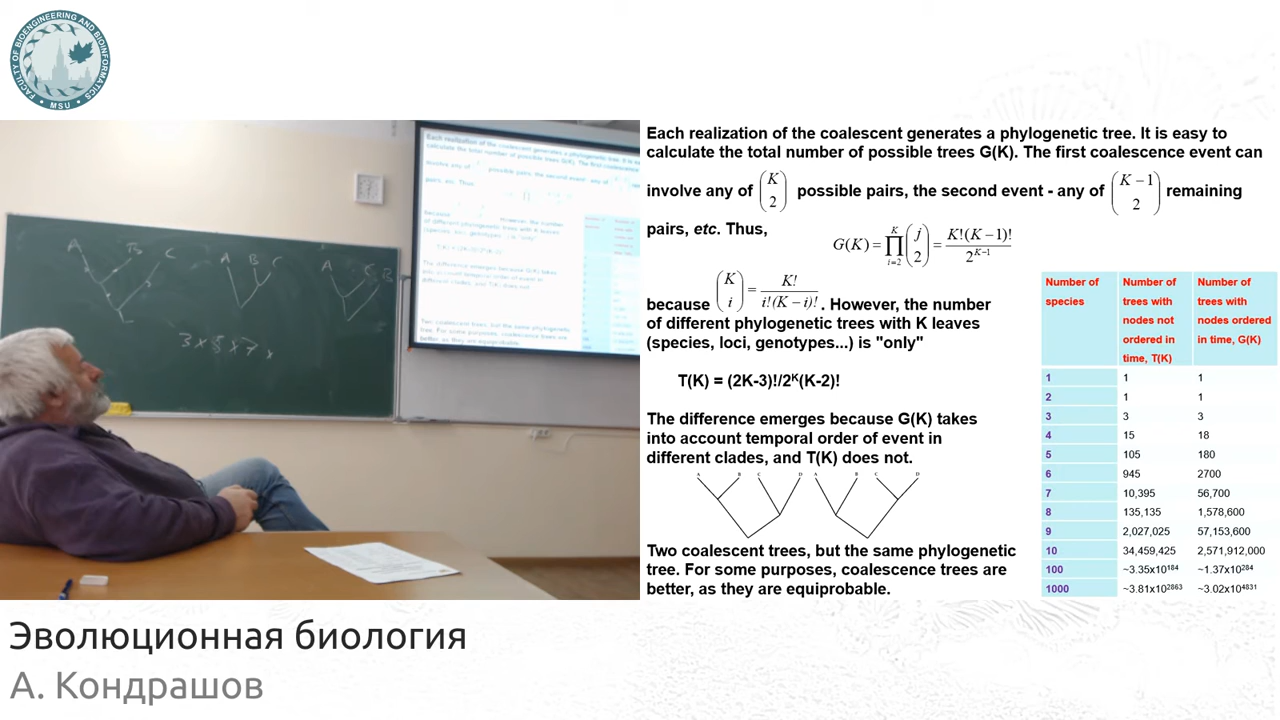 FACULTY OF BIOENGINEERING AND BIOINFORMATICS
• MSU •
A B C A B C A C B
3 x 5 x 7 x
Each realization of the coalescent generates a phylogenetic tree. It is easy to
calculate the total number of possible trees G(K). The first coalescence event can
involve any of (K 2) possible pairs, the second event - any of (K – 1 2) remaining
pairs, etc. Thus, G(K) = ∏ K i=2 (j 2) = K!(K – 1)! / 2ᴷ⁻¹
because (K i) = K! / i!(K – i)! . However, the number
of different phylogenetic trees with K leaves
(species, loci, genotypes...) is "only"
T(K) = (2K-3)!/2ᴷ(K-2)!
The difference emerges because G(K) takes
into account temporal order of event in
different clades, and T(K) does not.
A B C D A B C D
Two coalescent trees, but the same phylogenetic
tree. For some purposes, coalescence trees are
better, as they are equiprobable.
Number of species | Number of trees with nodes not ordered in time, T(K) | Number of trees with nodes ordered in time, G(K)
1 1 1
2 1 1
3 3 3
4 15 18
5 105 180
6 945 2700
7 10,395 56,700
8 135,135 1,578,600
9 2,027,025 57,153,600
10 34,459,425 2,571,912,000
100 ~3.35x10¹⁸⁴ ~1.37x10²⁸⁴
1000 ~3.81x10²⁸⁶³ ~3.02x10⁴⁸³¹
Эволюционная биология
А. Кондрашов